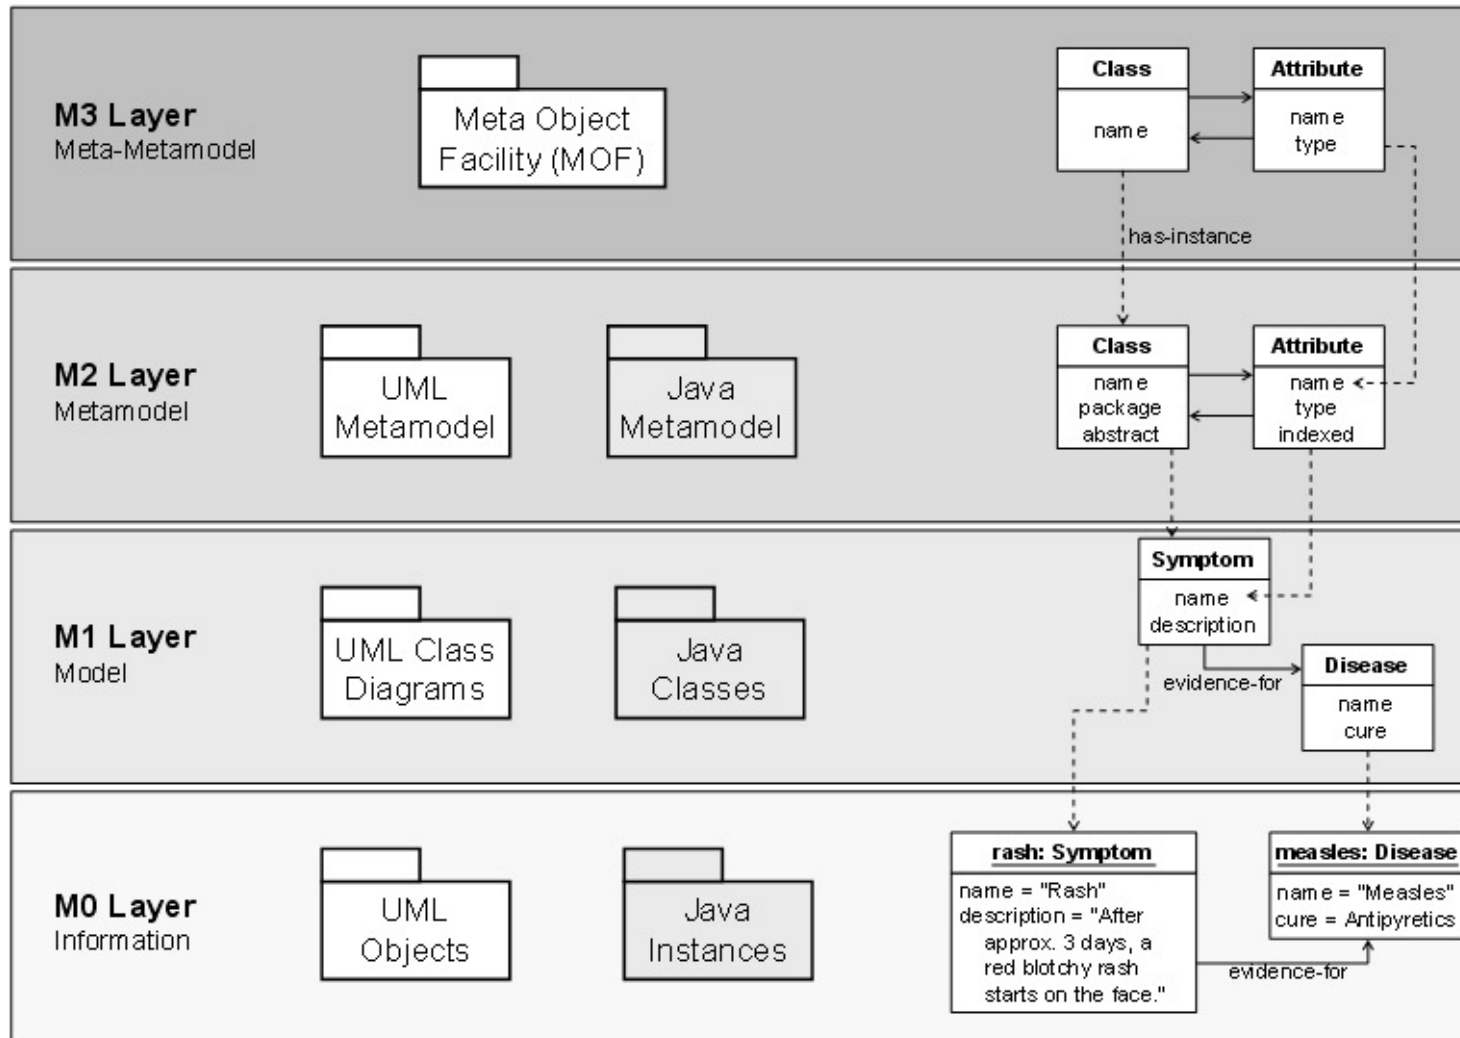 M3 Layer
Meta-Metamodel
Meta Object
Facility (MOF)
Class
name
Attribute
name
type
has-instance
M2 Layer
Metamodel
UML
Metamodel
Java
Metamodel
Class
name
package
abstract
Attribute
name
type
indexed
M1 Layer
Model
UML Class
Diagrams
Java
Classes
Symptom
name
description
evidence-for
Disease
name
cure
M0 Layer
Information
UML
Objects
Java
Instances
rash: Symptom
name = "Rash"
description = "After
approx. 3 days, a
red blotchy rash
starts on the face."
evidence-for
measles: Disease
name = "Measles"
cure = Antipyretics